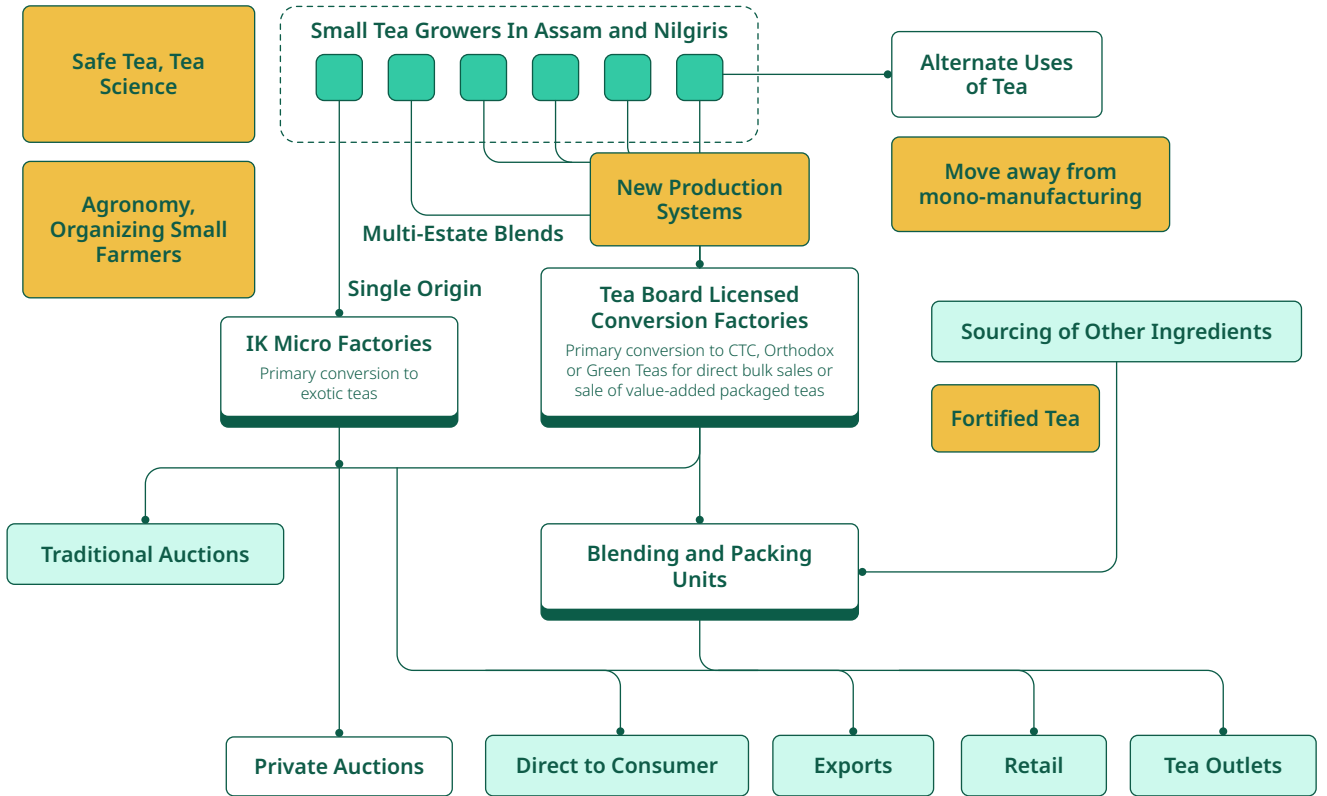 Safe Tea, Tea
Science
Small Tea Growers In Assam and Nilgiris
Alternate Uses
of Tea
Agronomy,
Organizing Small
Farmers
New Production
Systems
Move away from
mono-manufacturing
Multi-Estate Blends
Single Origin
IK Micro Factories
Primary conversion to
exotic teas
Tea Board Licensed
Conversion Factories
Primary conversion to CTC, Orthodox
or Green Teas for direct bulk sales or
sale of value-added packaged teas
Sourcing of Other Ingredients
Fortified Tea
Traditional Auctions
Blending and Packing
Units
Private Auctions
Direct to Consumer
Exports
Retail
Tea Outlets